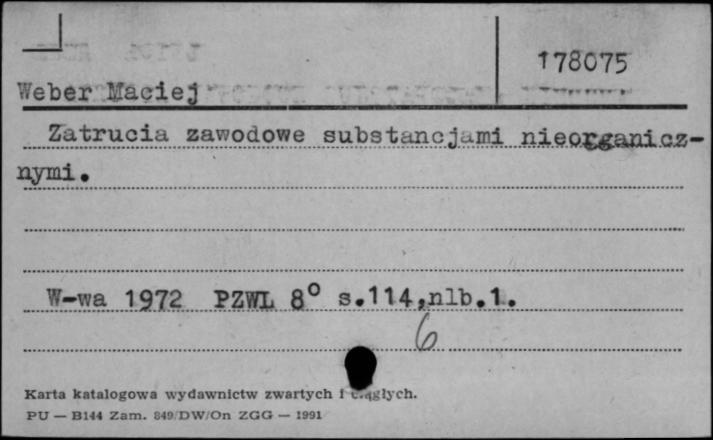 178075
Weber Maciej
Zatrucia zawodowe substancjami nieorganicz-
nymi.
W-wa 1972 PZWL 8° s.114,nlb.1.
6
Karta katalogowa wydawnictw zwartych i ciągłych.
PU — B144 Zam. 849/DW/On ZGG — 1991